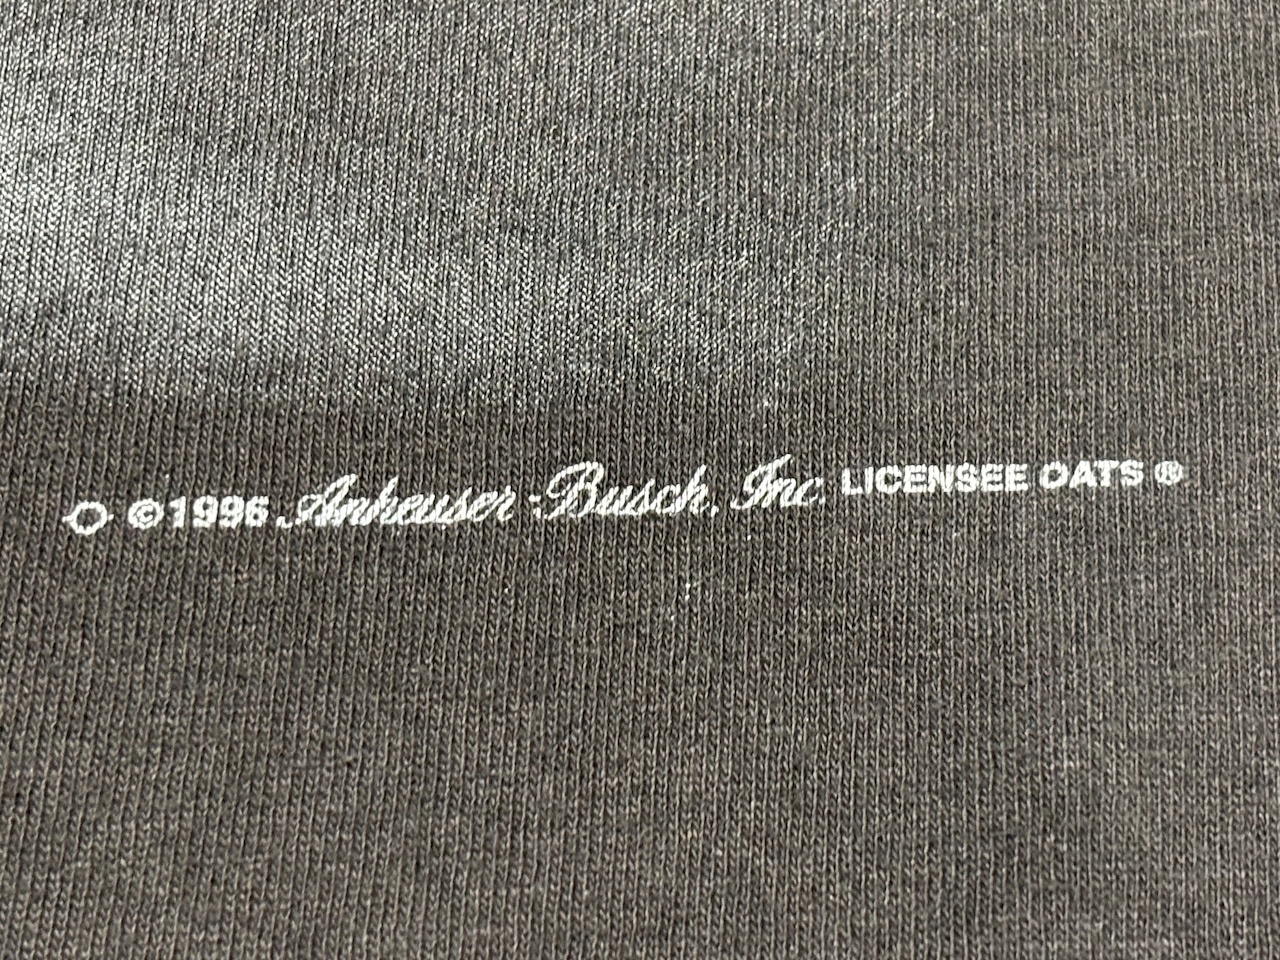 ©1996 Anheuser-Busch, Inc. LICENSEE OATS ®